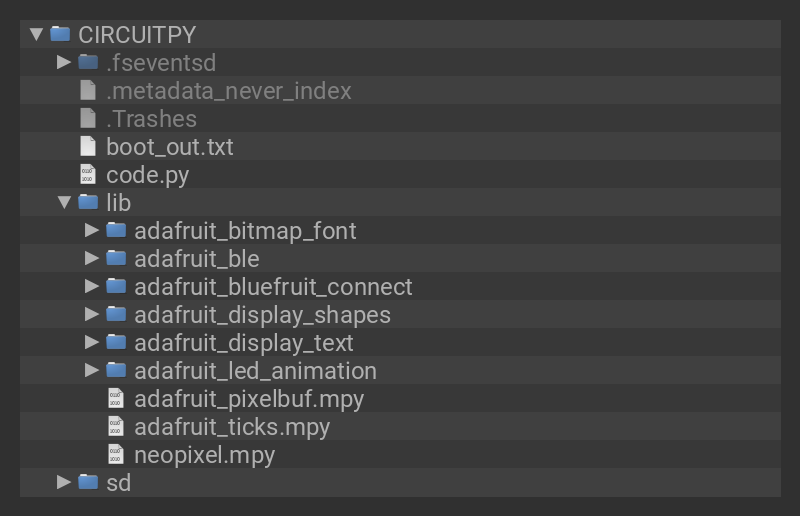 CIRCUITPY
.fseventsd
.metadata_never_index
.Trashes
boot_out.txt
code.py
lib
adafruit_bitmap_font
adafruit_ble
adafruit_bluefruit_connect
adafruit_display_shapes
adafruit_display_text
adafruit_led_animation
adafruit_pixelbuf.mpy
adafruit_ticks.mpy
neopixel.mpy
sd